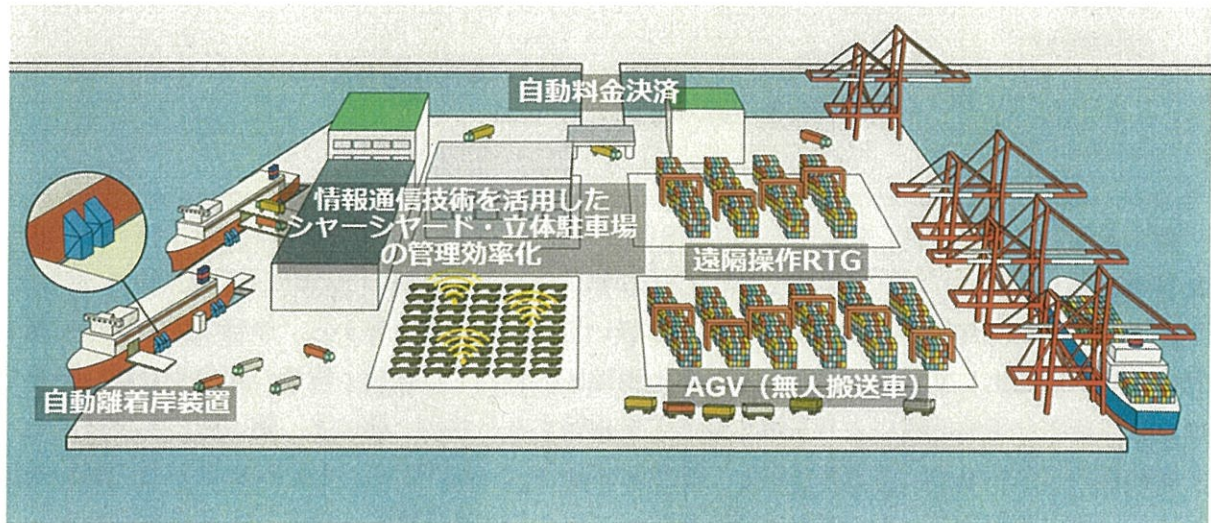 自動料金決済
情報通信技術を活用した
シャーシヤード・立体駐車場
の管理効率化
遠隔操作RTG
AGV（無人搬送車）
自動離着岸装置